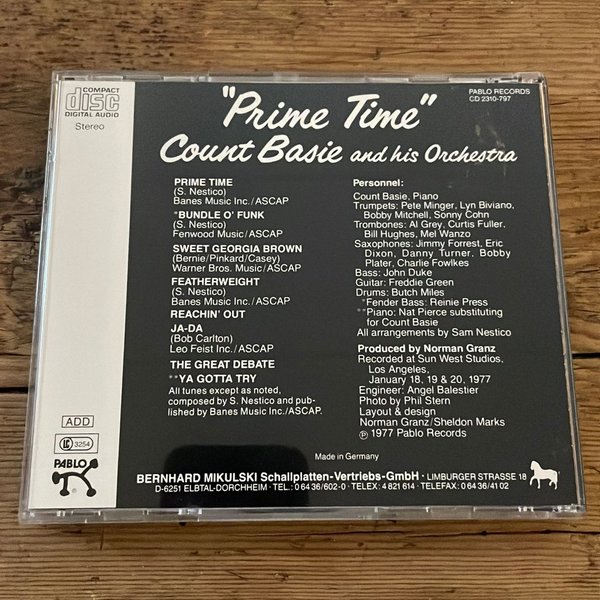 COMPACT
disc
DIGITAL AUDIO
Stereo
"Prime Time"
Count Basie and his Orchestra
PABLO RECORDS
CD 2310-797
PRIME TIME
(S. Nestico)
Banes Music Inc./ASCAP
*BUNDLE O' FUNK
(S. Nestico)
Fenwood Music/ASCAP
SWEET GEORGIA BROWN
(Bernie/Pinkard/Casey)
Warner Bros. Music/ASCAP
FEATHERWEIGHT
(S. Nestico)
Banes Music Inc./ASCAP
REACHIN' OUT
JA-DA
(Bob Carlton)
Leo Feist Inc./ASCAP
THE GREAT DEBATE
**YA GOTTA TRY
All tunes except as noted,
composed by S. Nestico and pub-
lished by Banes Music Inc/ASCAP.
Personnel:
Count Basie, Piano
Trumpets: Pete Minger, Lyn Biviano,
Bobby Mitchell, Sonny Cohn
Trombones: Al Grey, Curtis Fuller,
Bill Hughes, Mel Wanzo
Saxophones: Jimmy Forrest, Eric
Dixon, Danny Turner, Bobby
Plater, Charlie Fowlkes
Bass: John Duke
Guitar: Freddie Green
Drums: Butch Miles
*Fender Bass: Reinie Press
**Piano: Nat Pierce substituting
for Count Basie
All arrangements by Sam Nestico
Produced by Norman Granz
Recorded at Sun West Studios,
Los Angeles,
January 18, 19 & 20, 1977
Engineer: Angel Balestier
Photo by Phil Stern
Layout & design
Norman Granz/Sheldon Marks
℗ 1977 Pablo Records
ADD
LC 3254
PABLO
Made in Germany
BERNHARD MIKULSKI Schallplatten-Vertriebs-GmbH · LIMBURGER STRASSE 18
D-6251 ELBTAL-DORCHHEIM · TEL.: 0 64 36/602-0 · TELEX: 4 821 614 · TELEFAX: 0 64 36/41 02